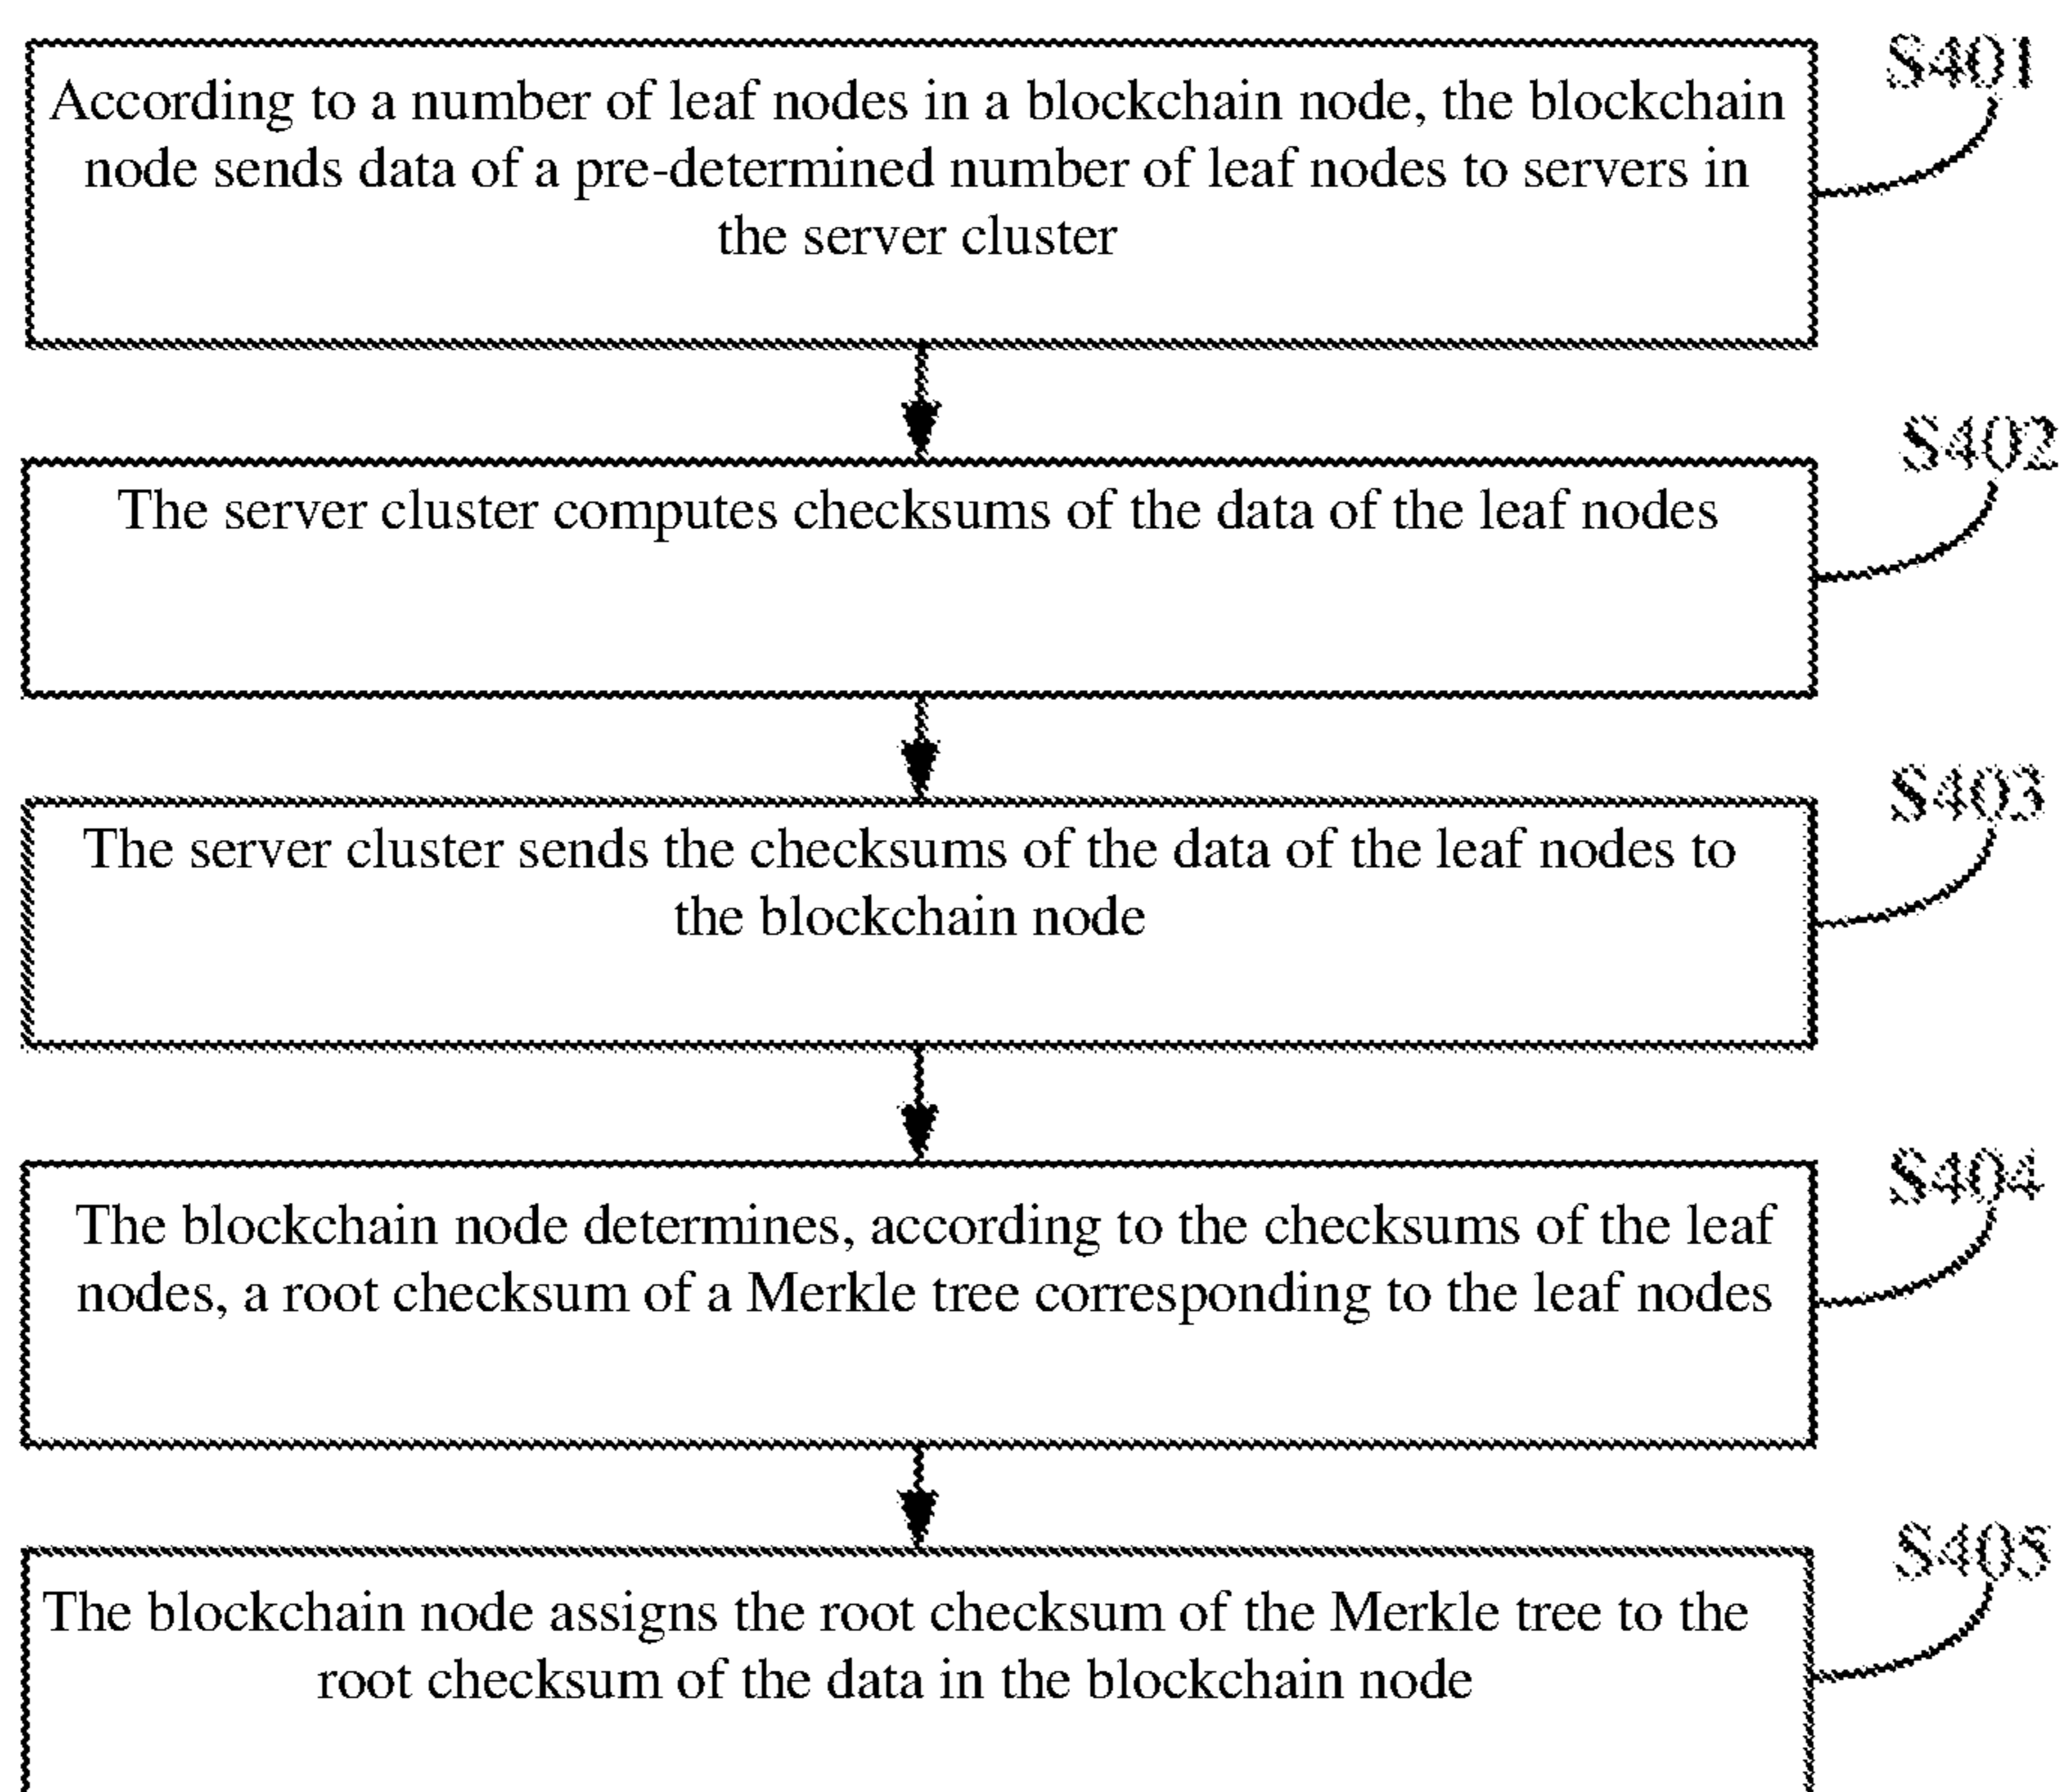 S401
According to a number of leaf nodes in a blockchain node, the blockchain
node sends data of a pre-determined number of leaf nodes to servers in
the server cluster
S402
The server cluster computes checksums of the data of the leaf nodes
S403
The server cluster sends the checksums of the data of the leaf nodes to
the blockchain node
S404
The blockchain node determines, according to the checksums of the leaf
nodes, a root checksum of a Merkle tree corresponding to the leaf nodes
S405
The blockchain node assigns the root checksum of the Merkle tree to the
root checksum of the data in the blockchain node